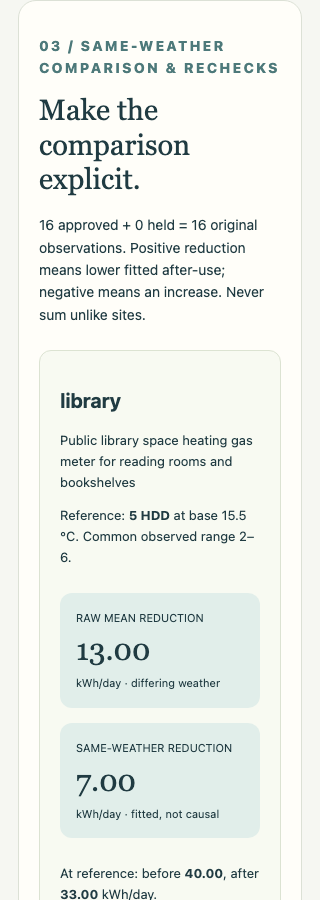 03 / SAME-WEATHER
COMPARISON & RECHECKS
Make the
comparison
explicit.
16 approved + 0 held = 16 original
observations. Positive reduction
means lower fitted after-use;
negative means an increase. Never
sum unlike sites.
library
Public library space heating gas
meter for reading rooms and
bookshelves
Reference: 5 HDD at base 15.5
°C. Common observed range 2–
6.
RAW MEAN REDUCTION
13.00
kWh/day · differing weather
SAME-WEATHER REDUCTION
7.00
kWh/day · fitted, not causal
At reference: before 40.00, after
33.00 kWh/day.